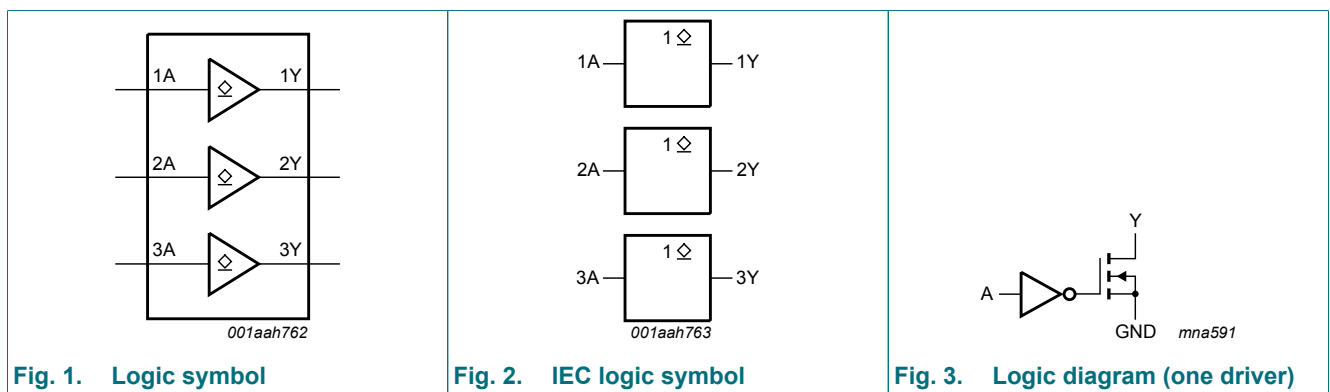 1A 1Y
2A 2Y
3A 3Y
001aah762
Fig. 1. Logic symbol
1
1A 1Y
1
2A 2Y
1
3A 3Y
001aah763
Fig. 2. IEC logic symbol
Y
A
GND mna591
Fig. 3. Logic diagram (one driver)